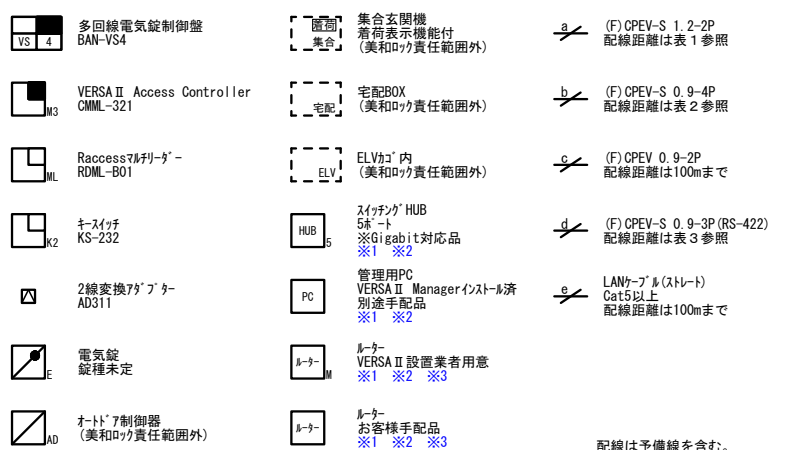 VS 4
多回線電気錠制御盤
BAN-VS4
M3
VERSAⅡ Access Controller
CMML-321
ML
Raccessﾏﾙﾁﾘｰﾀﾞｰ
RDML-B01
K2
ｷｰｽｲｯﾁ
KS-232
2線変換ｱﾀﾞﾌﾟﾀｰ
AD311
E
電気錠
錠種未定
AD
ｵｰﾄﾄﾞｱ制御器
(美和ﾛｯｸ責任範囲外)
着荷
集合
集合玄関機
着荷表示機能付
(美和ﾛｯｸ責任範囲外)
宅配
宅配BOX
(美和ﾛｯｸ責任範囲外)
ELV
ELVｶｺﾞ内
(美和ﾛｯｸ責任範囲外)
HUB 5
ｽｲｯﾁﾝｸﾞHUB
5ﾎﾟｰﾄ
※Gigabit対応品
※1 ※2
PC
管理用PC
VERSAⅡ Managerｲﾝｽﾄｰﾙ済
別途手配品
※1 ※2
ﾙｰﾀｰ M
ﾙｰﾀｰ
VERSAⅡ設置業者用意
※1 ※2 ※3
ﾙｰﾀｰ
ﾙｰﾀｰ
お客様手配品
※1 ※2 ※3
a
(F)CPEV-S 1.2-2P
配線距離は表１参照
b
(F)CPEV-S 0.9-4P
配線距離は表２参照
c
(F)CPEV 0.9-2P
配線距離は100mまで
d
(F)CPEV-S 0.9-3P(RS-422)
配線距離は表３参照
e
LANｹｰﾌﾞﾙ(ｽﾄﾚｰﾄ)
Cat5以上
配線距離は100mまで
配線は予備線を含む。